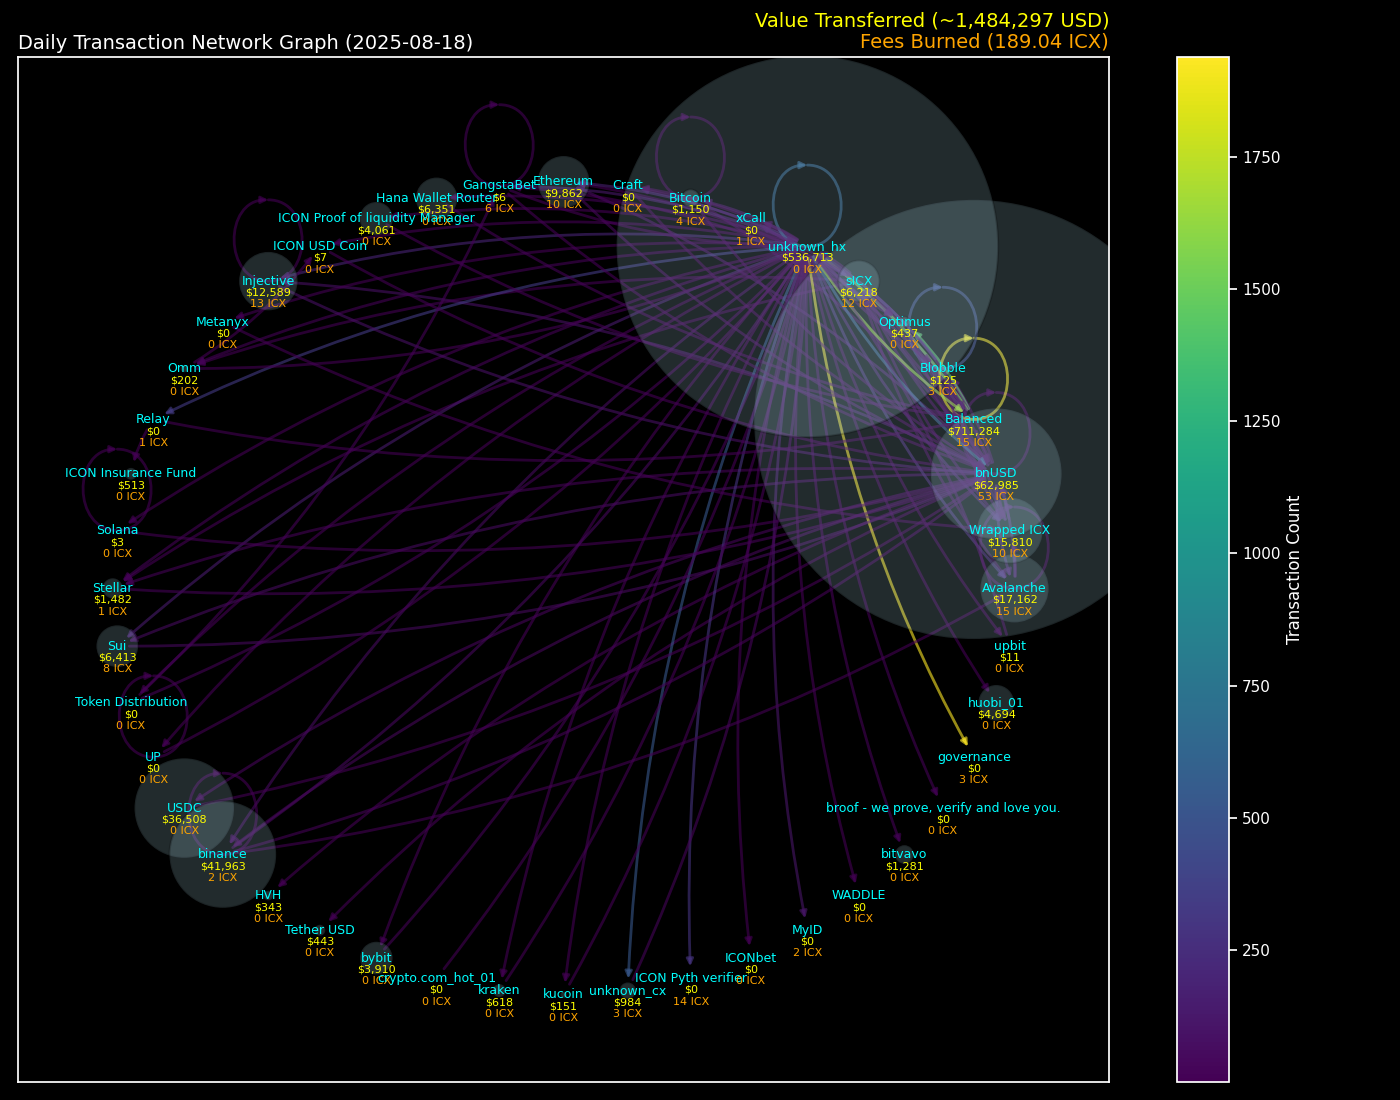 Value Transferred (~1,484,297 USD)
Daily Transaction Network Graph (2025-08-18)
Fees Burned (189.04 ICX)
GangstaBet
$6
6 ICX
Ethereum
$9,862
10 ICX
Craft
$0
0 ICX
Hana Wallet Router
$6,351
0 ICX
Bitcoin
$1,150
4 ICX
ICON Proof of liquidity Manager
$4,061
0 ICX
xCall
$0
1 ICX
ICON USD Coin
$7
0 ICX
unknown_hx
$536,713
0 ICX
Injective
$12,589
13 ICX
sICX
$6,218
12 ICX
Metanyx
$0
0 ICX
Optimus
$437
0 ICX
Omm
$202
0 ICX
Blobble
$125
3 ICX
Relay
$0
1 ICX
Balanced
$711,284
15 ICX
ICON Insurance Fund
$513
0 ICX
bnUSD
$62,985
53 ICX
Solana
$3
0 ICX
Wrapped ICX
$15,810
10 ICX
Stellar
$1,482
1 ICX
Avalanche
$17,162
15 ICX
Sui
$6,413
8 ICX
upbit
$11
0 ICX
Token Distribution
$0
0 ICX
huobi_01
$4,694
0 ICX
UP
$0
0 ICX
governance
$0
3 ICX
USDC
$36,508
0 ICX
broof - we prove, verify and love you.
$0
0 ICX
binance
$41,963
2 ICX
bitvavo
$1,281
0 ICX
HVH
$343
0 ICX
WADDLE
$0
0 ICX
Tether USD
$443
0 ICX
MyID
$0
2 ICX
bybit
$3,910
0 ICX
ICONbet
$0
0 ICX
crypto.com_hot_01
$0
0 ICX
kraken
$618
0 ICX
kucoin
$151
0 ICX
unknown_cx
$984
3 ICX
ICON Pyth verifier
$0
14 ICX
1750
1500
1250
1000
750
500
250
Transaction Count